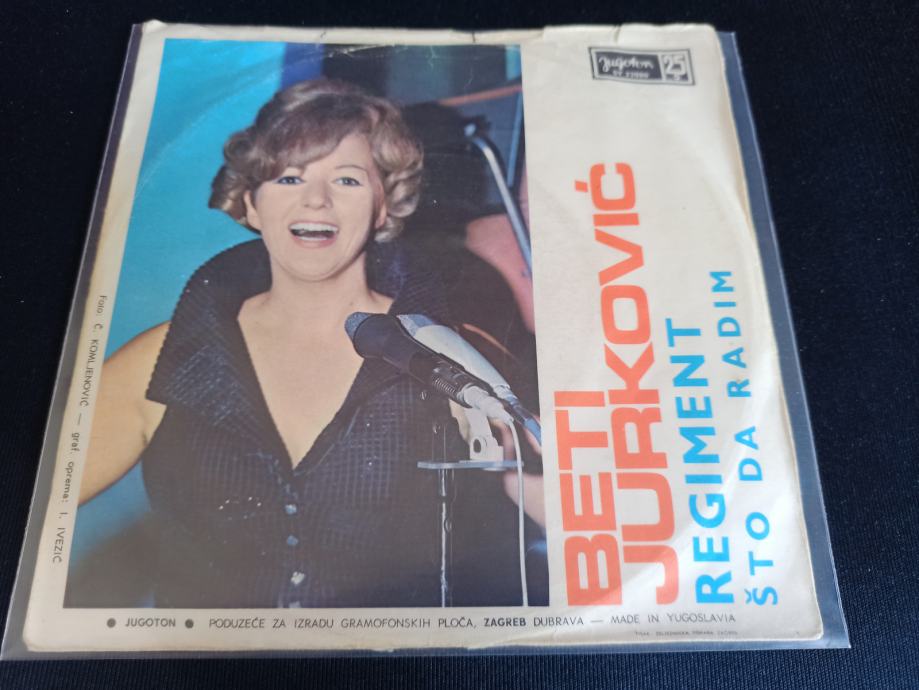 Jugoton
25
BETI
JURKOVIĆ
REGIMENT
ŠTO DA RADIM
Foto: Č. KOMLJENOVIĆ — graf. oprema: I. IVEZIĆ
● JUGOTON ● PODUZEĆE ZA IZRADU GRAMOFONSKIH PLOČA, ZAGREB DUBRAVA — MADE IN YUGOSLAVIA